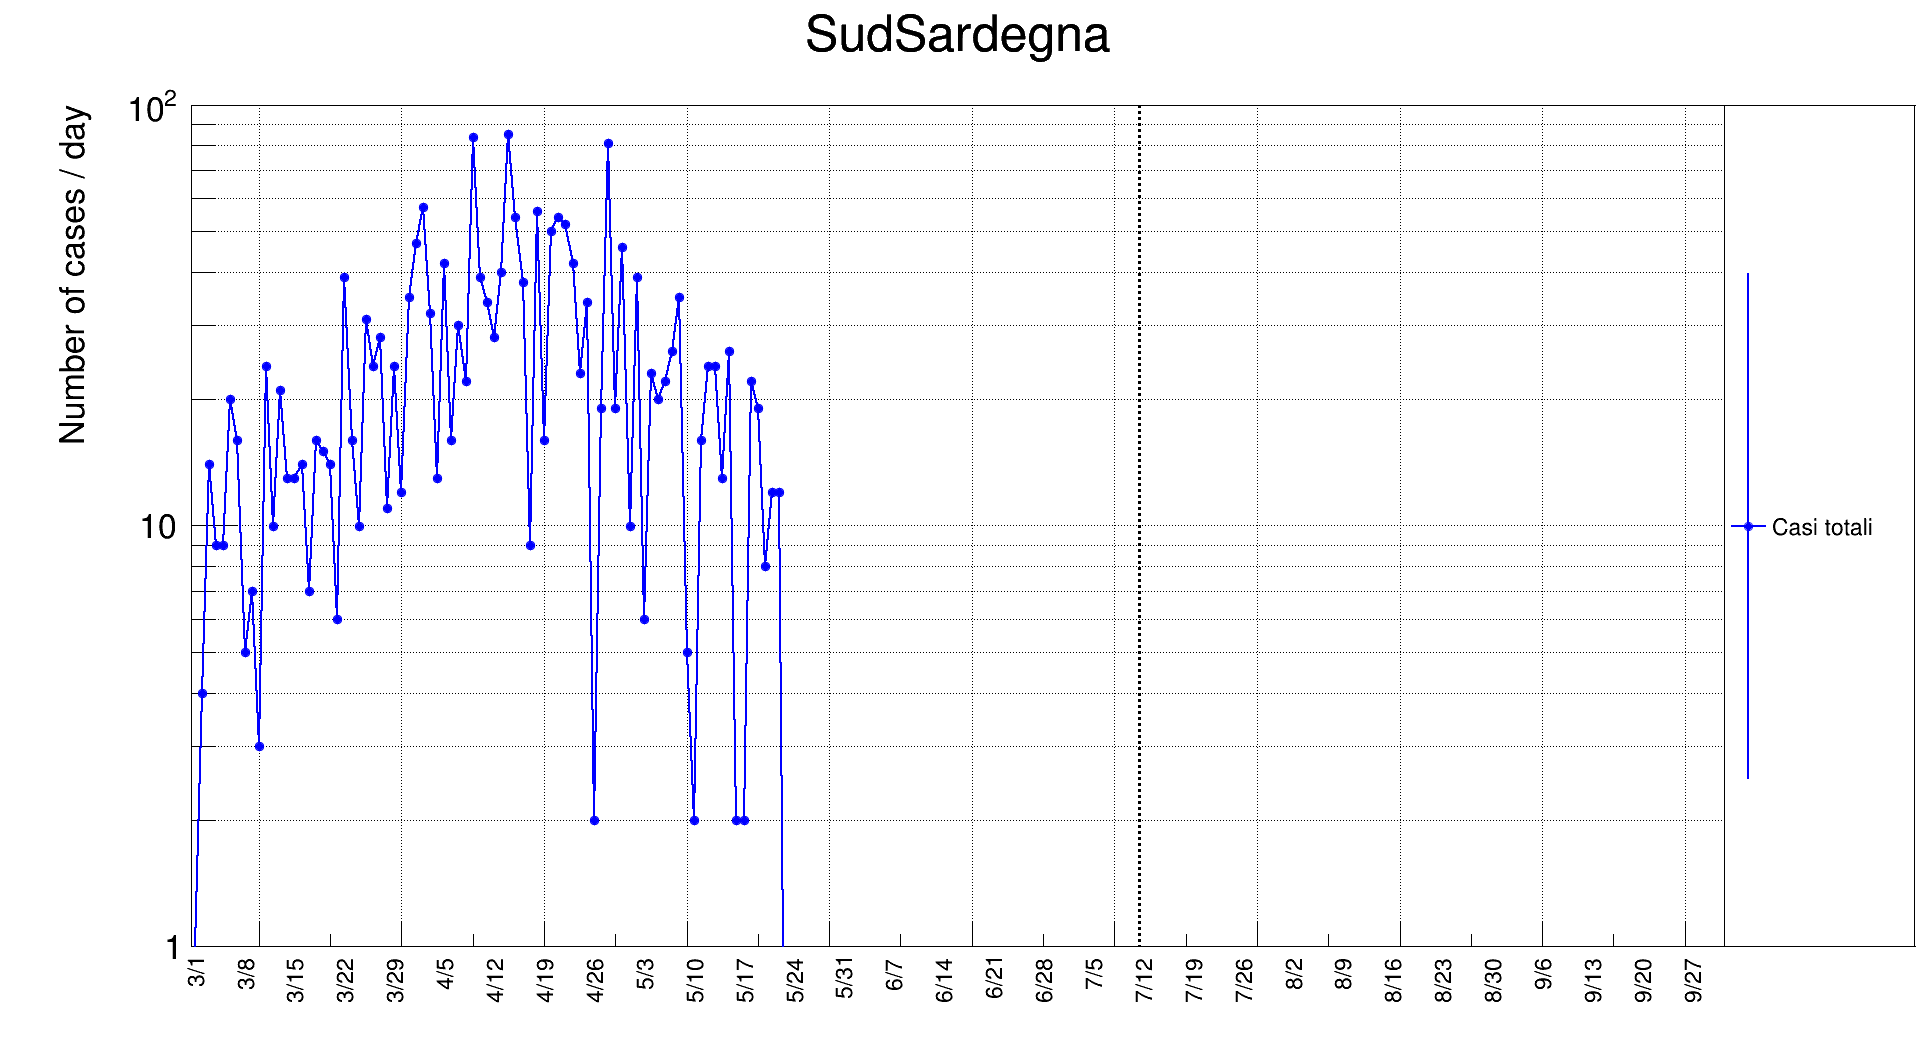 SudSardegna
Number of cases / day
10²
10
1
3/1 3/8 3/15 3/22 3/29 4/5 4/12 4/19 4/26 5/3 5/10 5/17 5/24 5/31 6/7 6/14 6/21 6/28 7/5 7/12 7/19 7/26 8/2 8/9 8/16 8/23 8/30 9/6 9/13 9/20 9/27
Casi totali